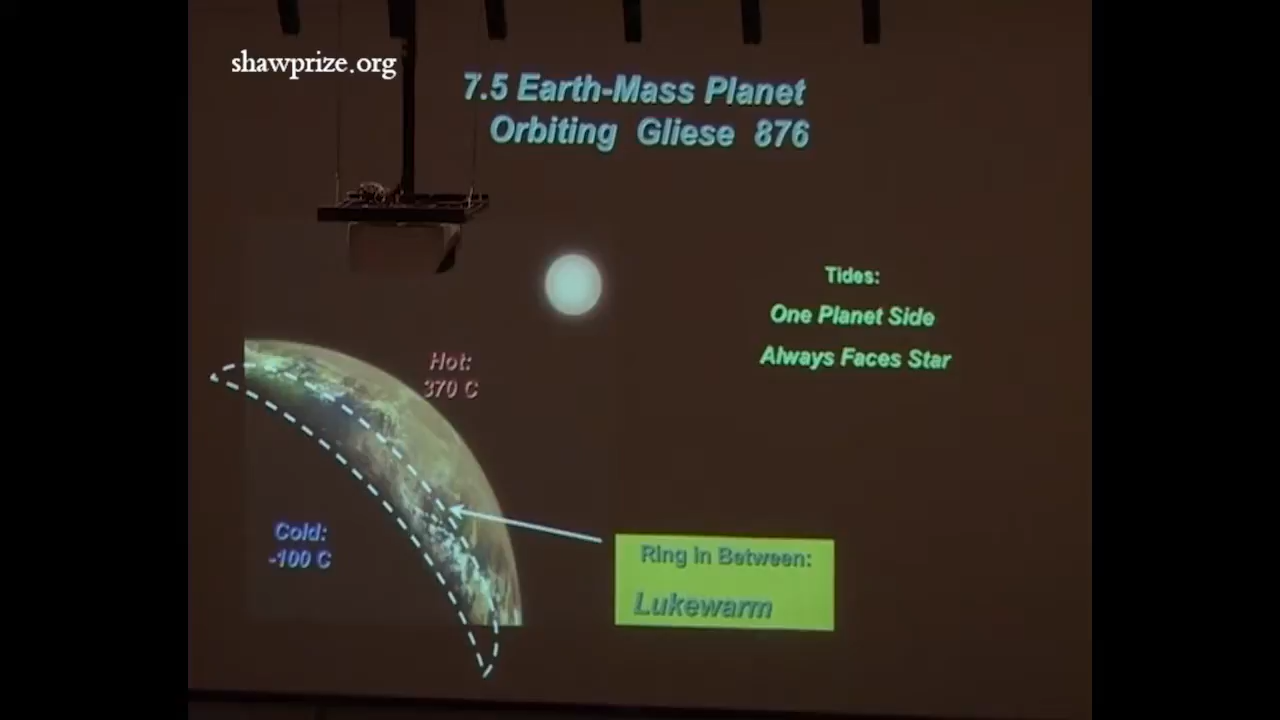 shawprize.org
7.5 Earth-Mass Planet
Orbiting Gliese 876
Tides:
One Planet Side
Always Faces Star
Hot:
370 C
Cold:
-100 C
Ring in Between:
Lukewarm